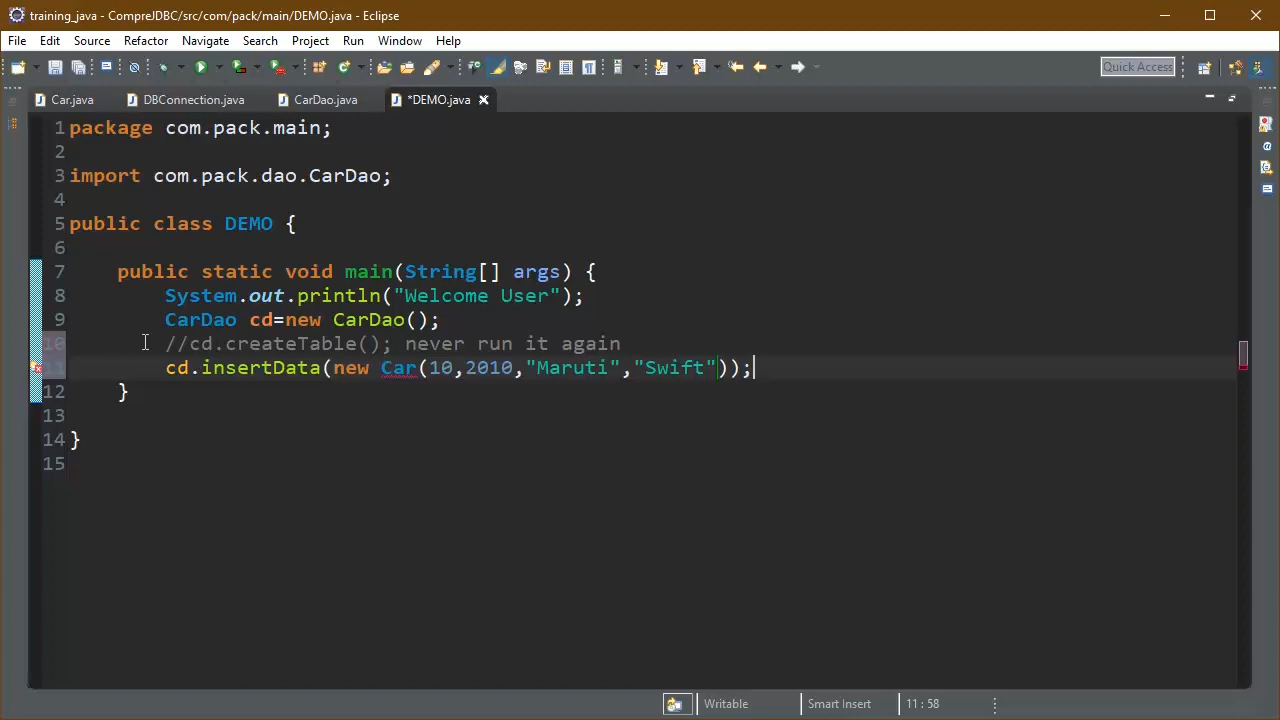 training_java - CompreJDBC/src/com/pack/main/DEMO.java - Eclipse
File Edit Source Refactor Navigate Search Project Run Window Help
Quick Access
Car.java DBConnection.java CarDao.java *DEMO.java
1 package com.pack.main;
2
3 import com.pack.dao.CarDao;
4
5 public class DEMO {
6
7 public static void main(String[] args) {
8 System.out.println("Welcome User");
9 CarDao cd=new CarDao();
10 //cd.createTable(); never run it again
11 cd.insertData(new Car(10,2010,"Maruti","Swift"));
12 }
13
14 }
15
Writable Smart Insert 11 : 58